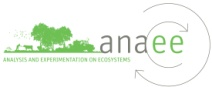 anaee
ANALYSIS AND EXPERIMENTATION ON ECOSYSTEMS